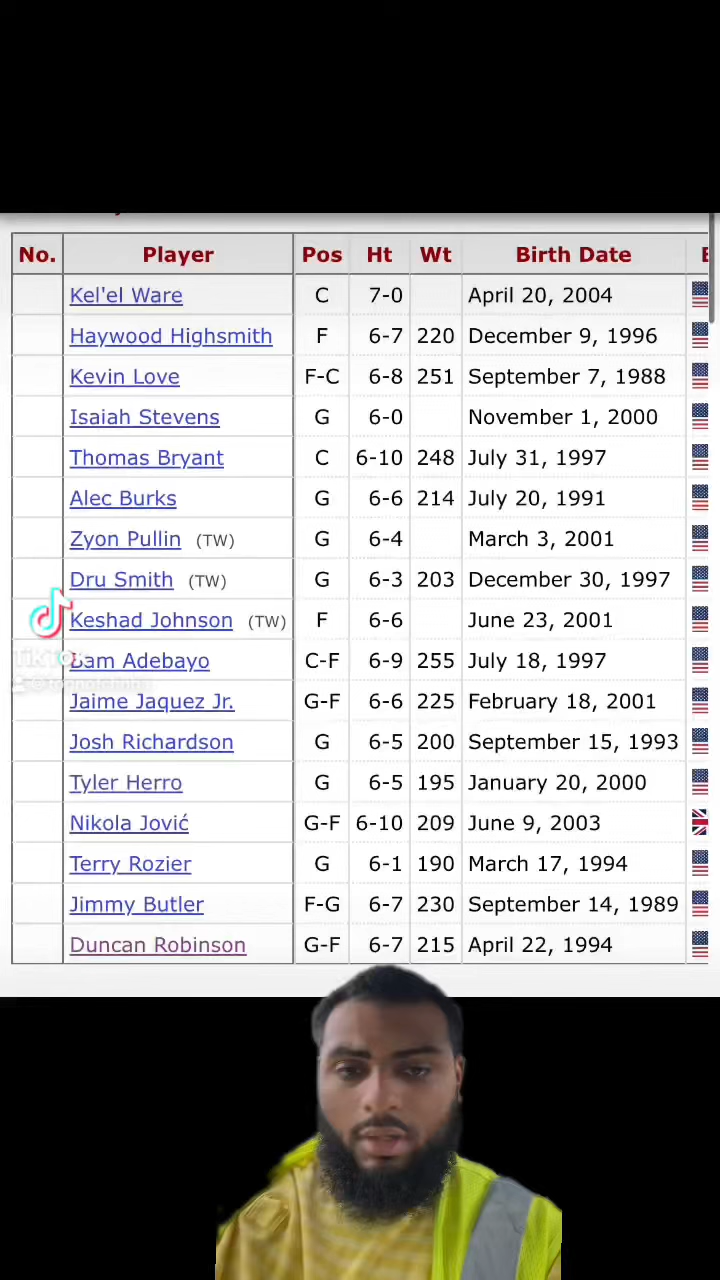 No. Player Pos Ht Wt Birth Date
Kel'el Ware C 7-0 April 20, 2004
Haywood Highsmith F 6-7 220 December 9, 1996
Kevin Love F-C 6-8 251 September 7, 1988
Isaiah Stevens G 6-0 November 1, 2000
Thomas Bryant C 6-10 248 July 31, 1997
Alec Burks G 6-6 214 July 20, 1991
Zyon Pullin (TW) G 6-4 March 3, 2001
Dru Smith (TW) G 6-3 203 December 30, 1997
Keshad Johnson (TW) F 6-6 June 23, 2001
TikTok Bam Adebayo C-F 6-9 255 July 18, 1997
Jaime Jaquez Jr. G-F 6-6 225 February 18, 2001
Josh Richardson G 6-5 200 September 15, 1993
Tyler Herro G 6-5 195 January 20, 2000
Nikola Jović G-F 6-10 209 June 9, 2003
Terry Rozier G 6-1 190 March 17, 1994
Jimmy Butler F-G 6-7 230 September 14, 1989
Duncan Robinson G-F 6-7 215 April 22, 1994